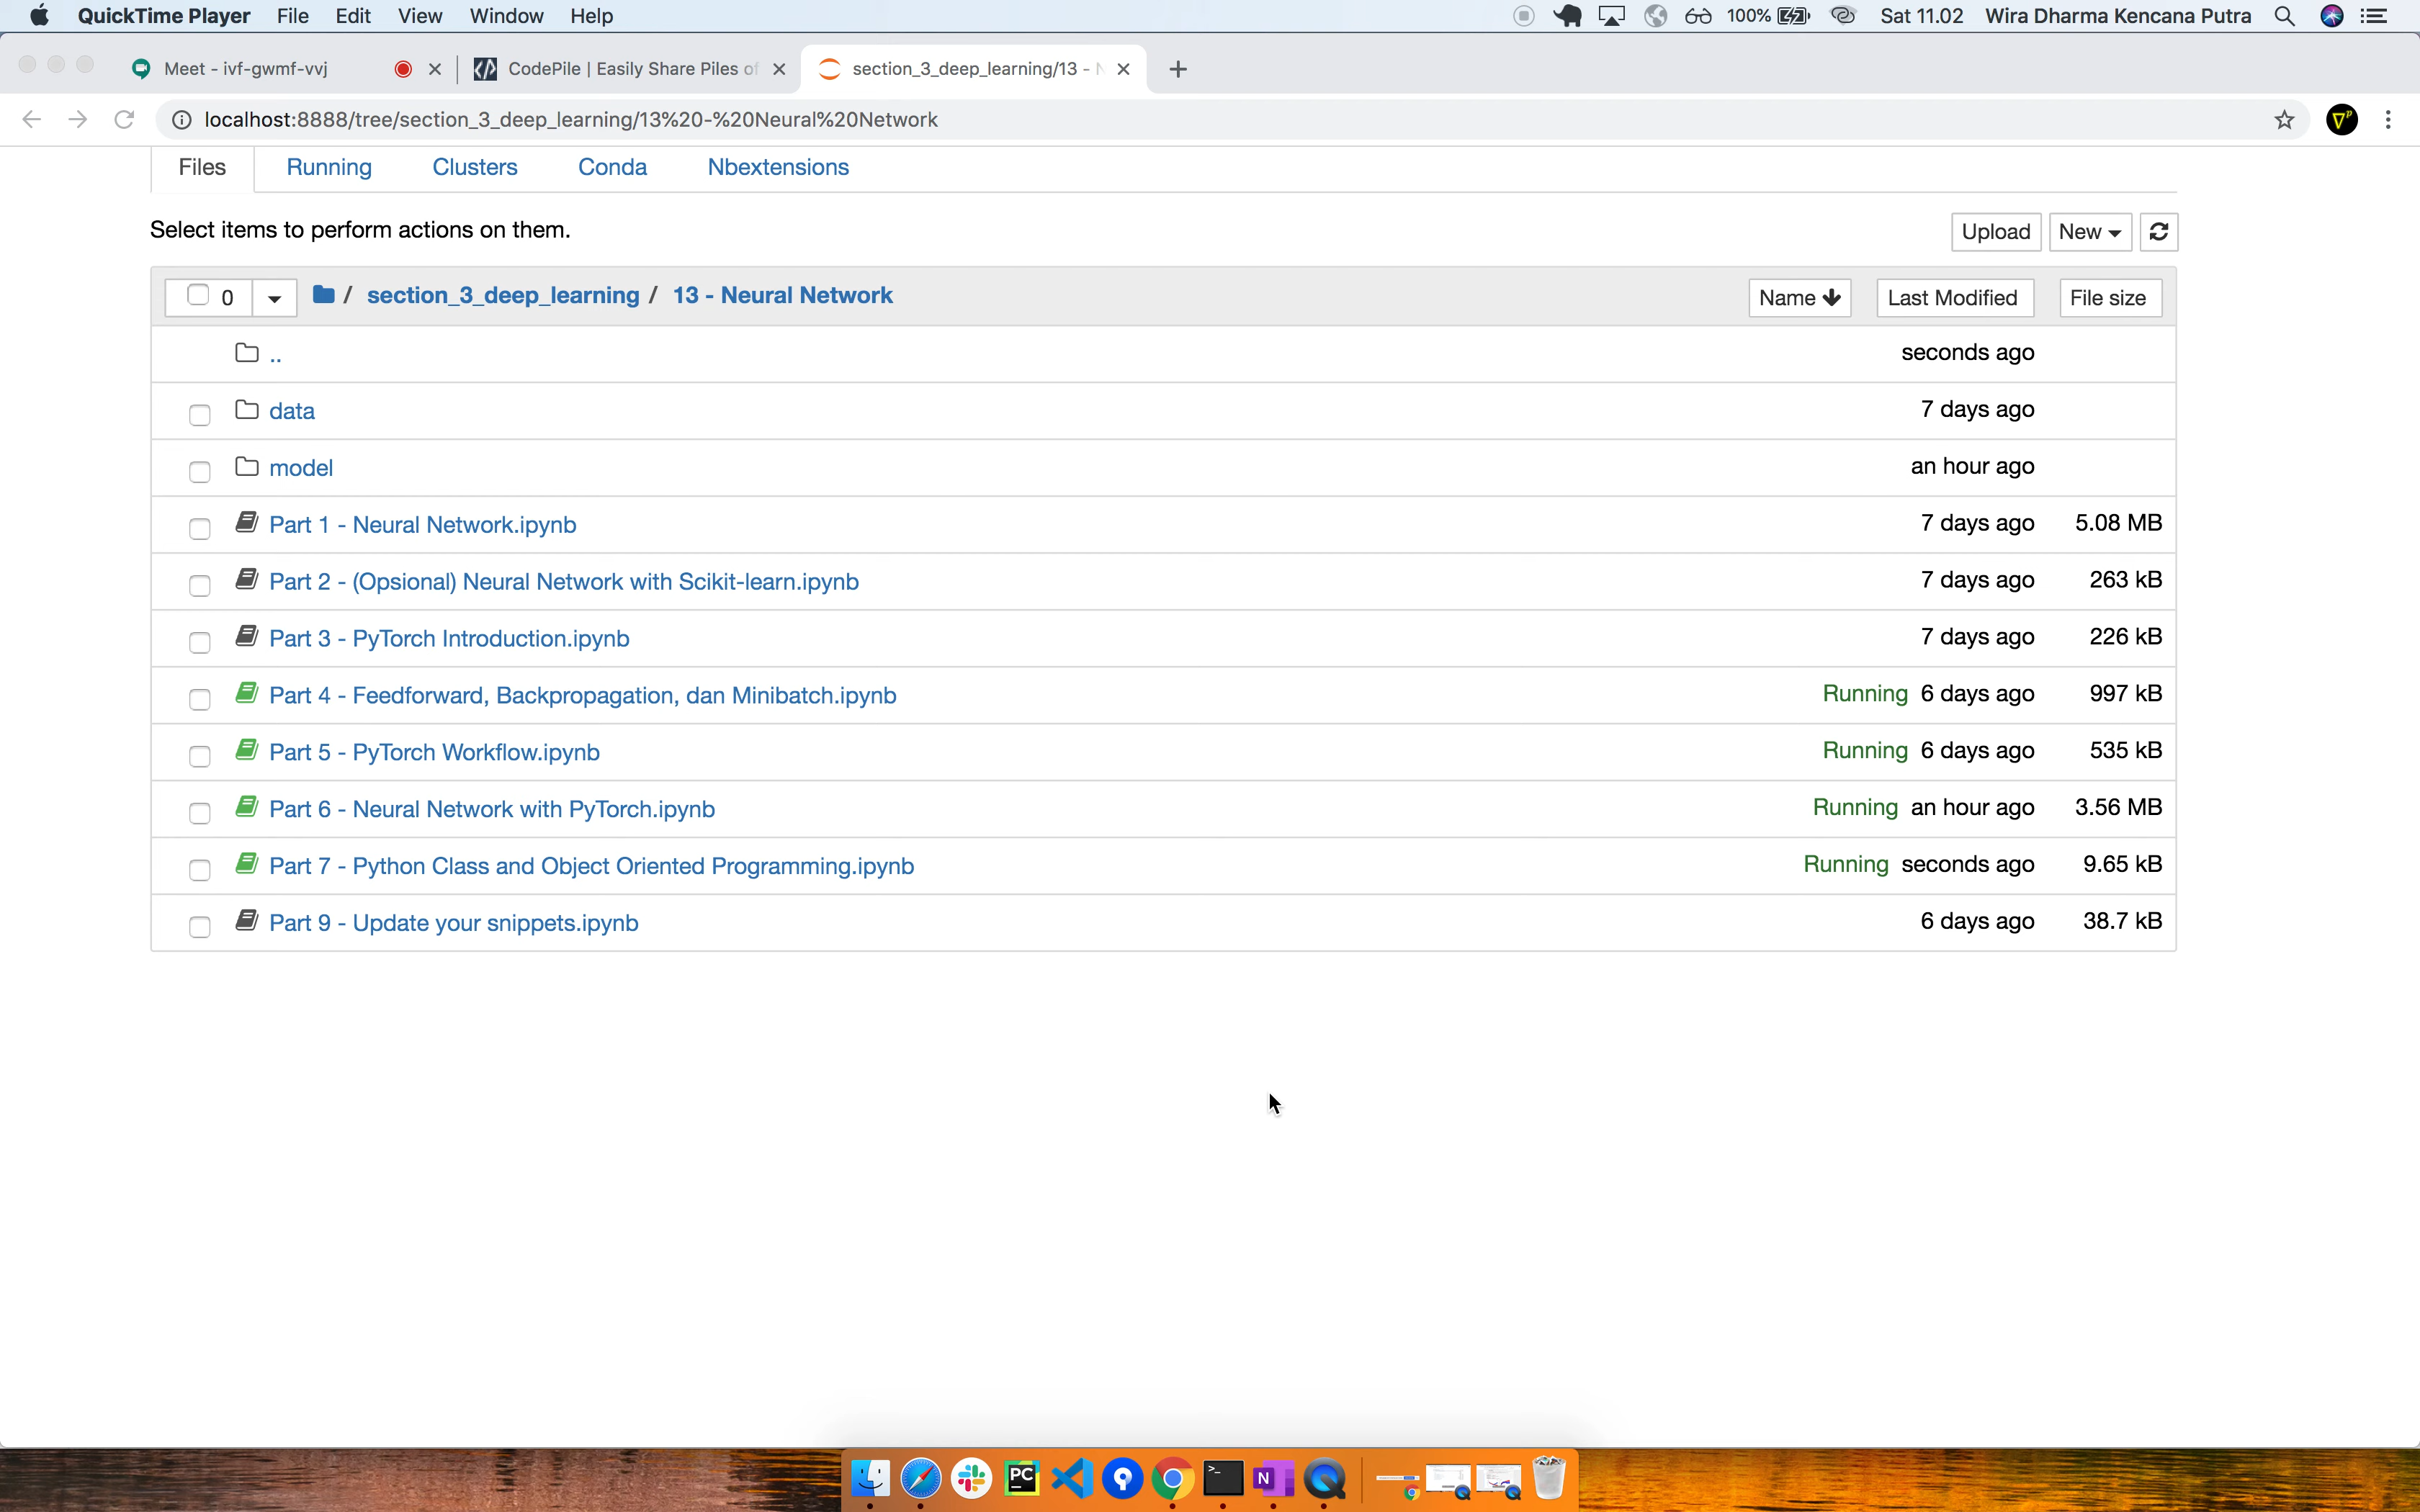 QuickTime Player File Edit View Window Help 100% Sat 11.02 Wira Dharma Kencana Putra
Meet - ivf-gwmf-vvj CodePile | Easily Share Piles of section_3_deep_learning/13 -
localhost:8888/tree/section_3_deep_learning/13%20-%20Neural%20Network
Files Running Clusters Conda Nbextensions
Select items to perform actions on them. Upload New
0 / section_3_deep_learning / 13 - Neural Network Name Last Modified File size
.. seconds ago
data 7 days ago
model an hour ago
Part 1 - Neural Network.ipynb 7 days ago 5.08 MB
Part 2 - (Opsional) Neural Network with Scikit-learn.ipynb 7 days ago 263 kB
Part 3 - PyTorch Introduction.ipynb 7 days ago 226 kB
Part 4 - Feedforward, Backpropagation, dan Minibatch.ipynb Running 6 days ago 997 kB
Part 5 - PyTorch Workflow.ipynb Running 6 days ago 535 kB
Part 6 - Neural Network with PyTorch.ipynb Running an hour ago 3.56 MB
Part 7 - Python Class and Object Oriented Programming.ipynb Running seconds ago 9.65 kB
Part 9 - Update your snippets.ipynb 6 days ago 38.7 kB
PC >_ N